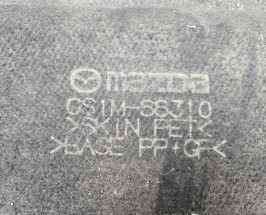 mazda
GS1M-68310
>SKIN PET<
>BASE PP+GF<